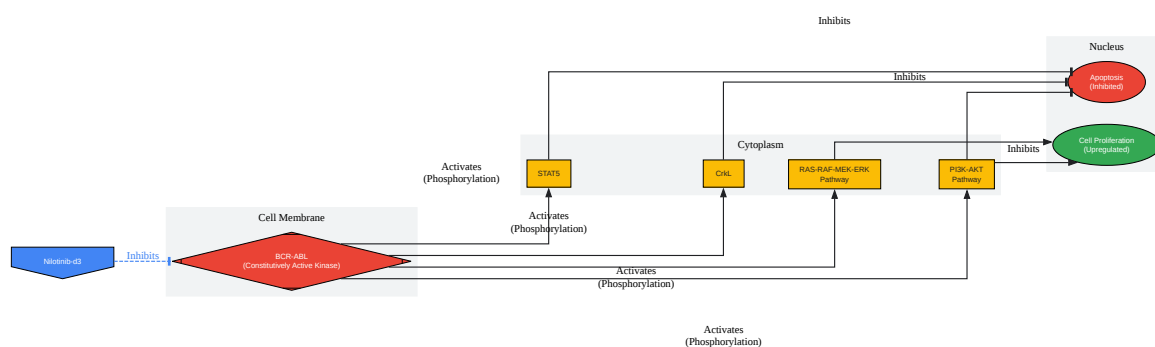 Inhibits
Nucleus
Apoptosis
(Inhibited)
Inhibits
Cytoplasm
Cell Proliferation
(Upregulated)
Inhibits
Activates
(Phosphorylation)
STAT5
CrkL
RAS-RAF-MEK-ERK
Pathway
PI3K-AKT
Pathway
Cell Membrane
Activates
(Phosphorylation)
Nilotinib-d3
Inhibits
BCR-ABL
(Constitutively Active Kinase)
Activates
(Phosphorylation)
Activates
(Phosphorylation)